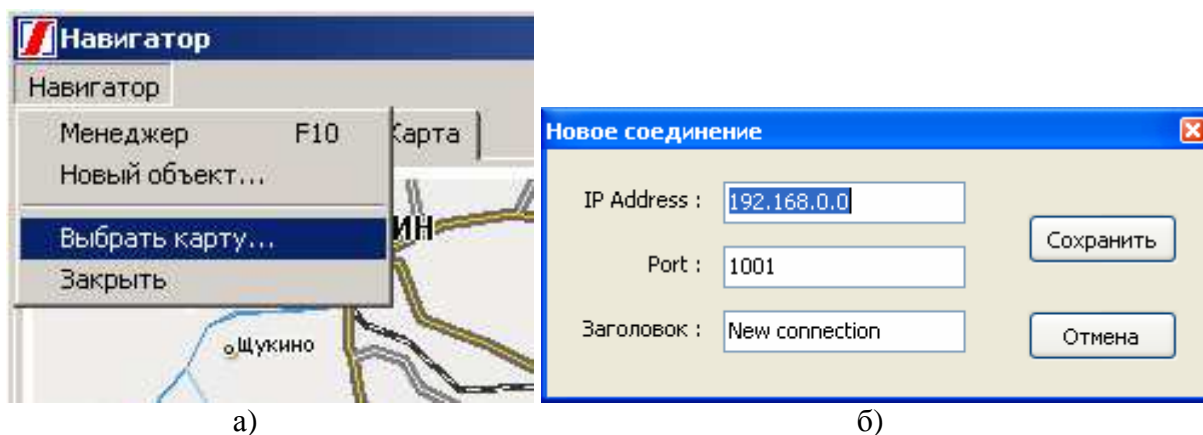 Навигатор
Навигатор
Менеджер F10
Карта
Новый объект...
Выбрать карту...
Закрыть
ИН
Щукино
а)
Новое соединение
IP Address : 192.168.0.0
Port : 1001
Заголовок : New connection
Сохранить
Отмена
б)